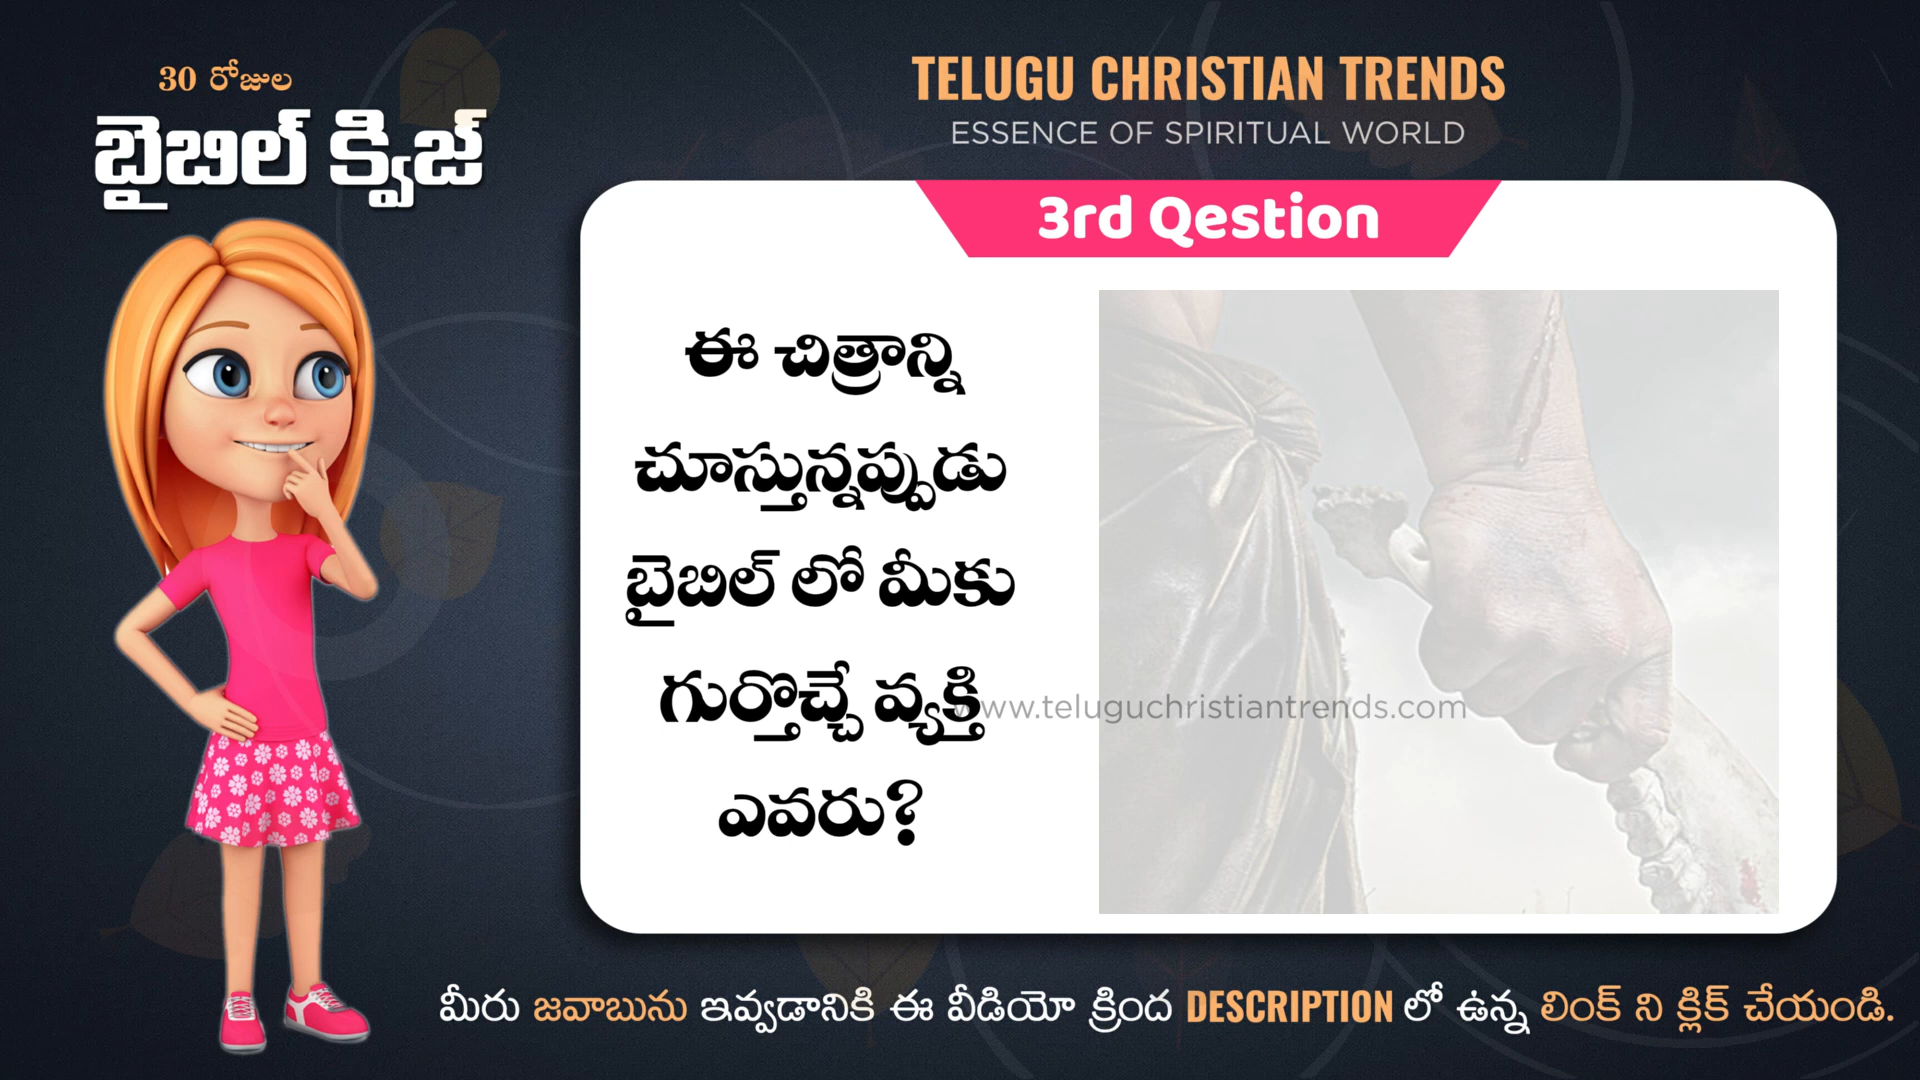 30 రోజుల
బైబిల్ క్విజ్
TELUGU CHRISTIAN TRENDS
ESSENCE OF SPIRITUAL WORLD
3rd Qestion
ఈ చిత్రాన్ని
చూస్తున్నప్పుడు
బైబిల్ లో మీకు
గుర్తొచ్చే వ్యక్తి
ఎవరు?
www.teluguchristiantrends.com
మీరు జవాబును ఇవ్వడానికి ఈ వీడియో క్రింద DESCRIPTION లో ఉన్న లింక్ ని క్లిక్ చేయండి.